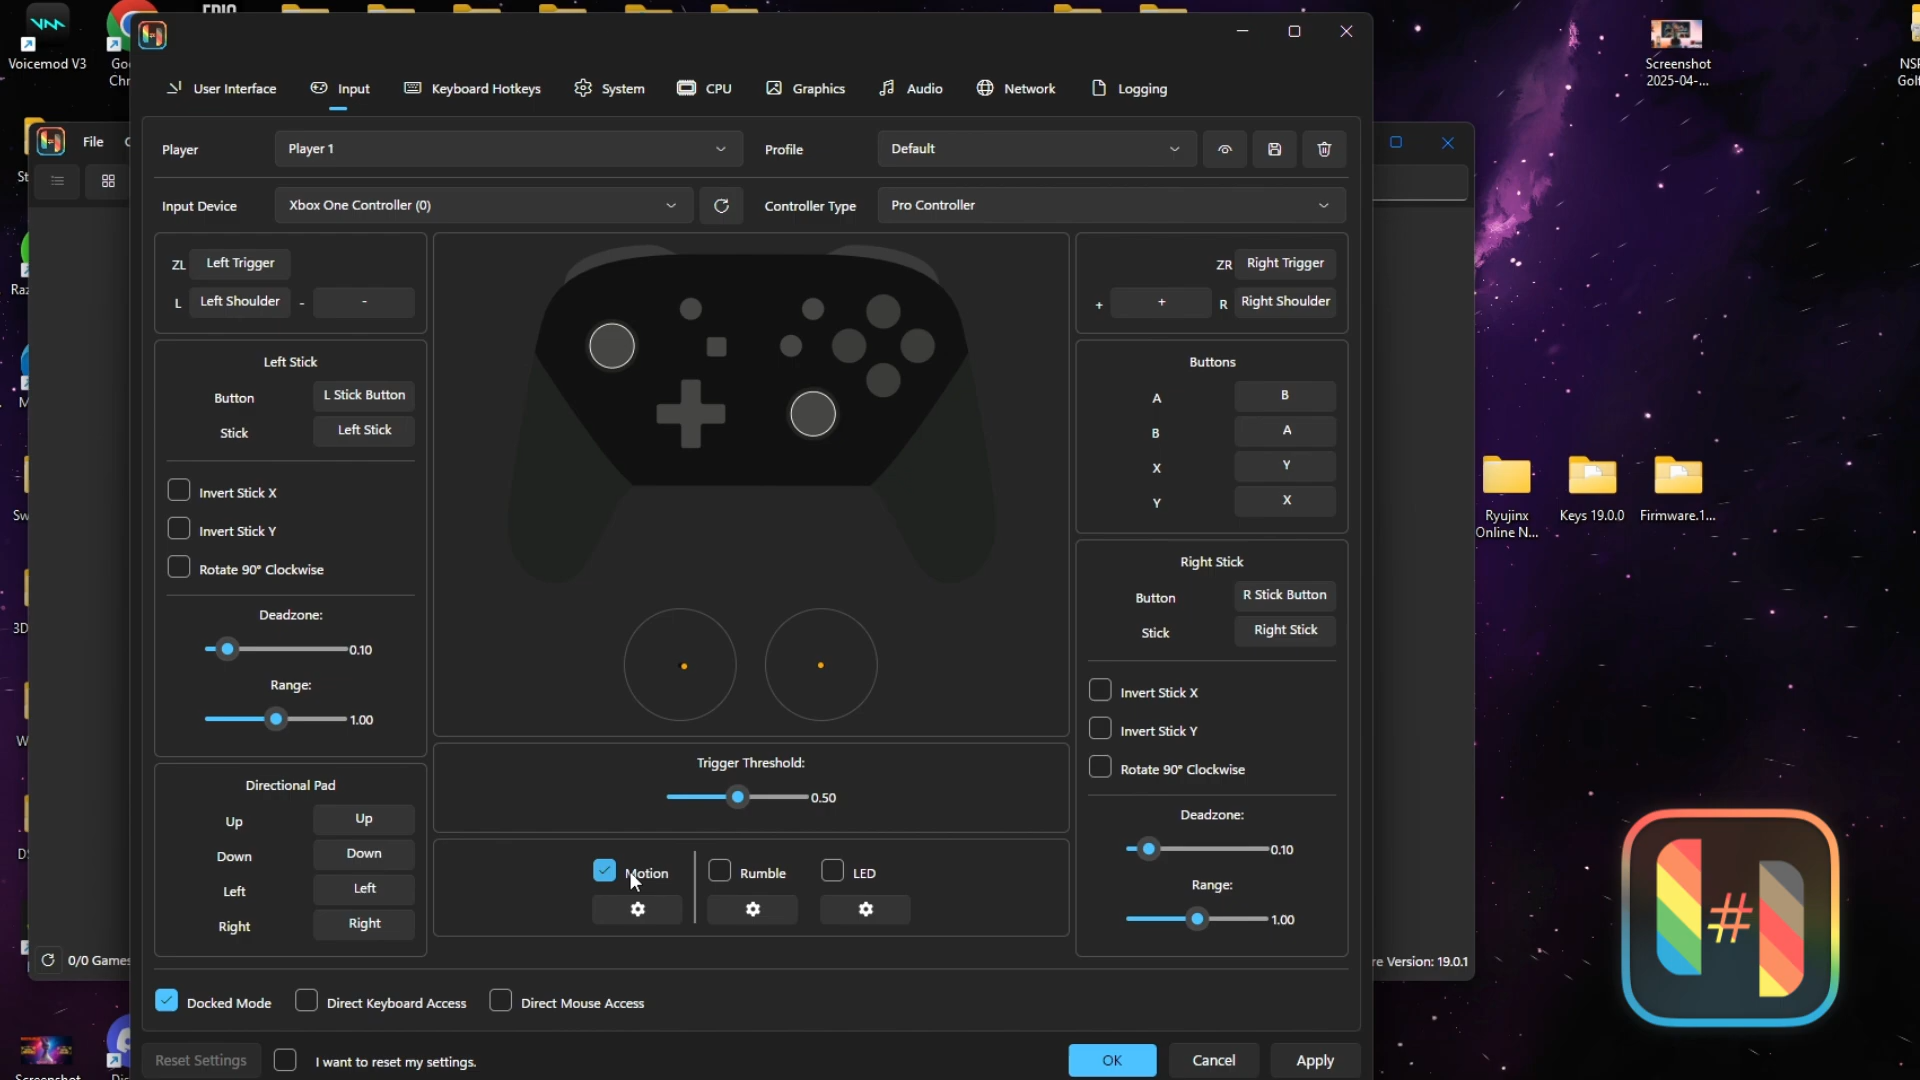 Voicemod V3
Screenshot
2025-04-...
User Interface
Input
Keyboard Hotkeys
System
CPU
Graphics
Audio
Network
Logging
File
Player
Player 1
Profile
Default
Input Device
Xbox One Controller (0)
Controller Type
Pro Controller
ZL
Left Trigger
L
Left Shoulder
-
-
ZR
Right Trigger
+
+
R
Right Shoulder
Left Stick
Button
L Stick Button
Stick
Left Stick
Invert Stick X
Invert Stick Y
Rotate 90° Clockwise
Deadzone:
0.10
Range:
1.00
Directional Pad
Up
Up
Down
Down
Left
Left
Right
Right
Trigger Threshold:
0.50
Motion
Rumble
LED
Buttons
A
B
B
A
X
Y
Y
X
Right Stick
Button
R Stick Button
Stick
Right Stick
Invert Stick X
Invert Stick Y
Rotate 90° Clockwise
Deadzone:
0.10
Range:
1.00
Ryujinx
Online N...
Keys 19.0.0
Firmware.1...
0/0 Games
re Version: 19.0.1
#
Docked Mode
Direct Keyboard Access
Direct Mouse Access
Reset Settings
I want to reset my settings.
OK
Cancel
Apply